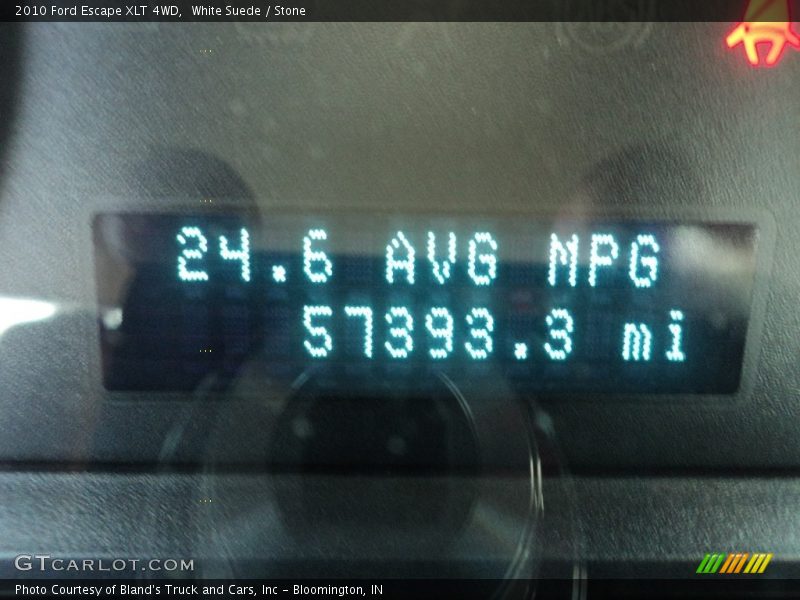 2010 Ford Escape XLT 4WD,  White Suede / Stone
24.6 AVG MPG
57393.3 mi
GTCARLOT.COM
Photo Courtesy of Bland's Truck and Cars, Inc - Bloomington, IN